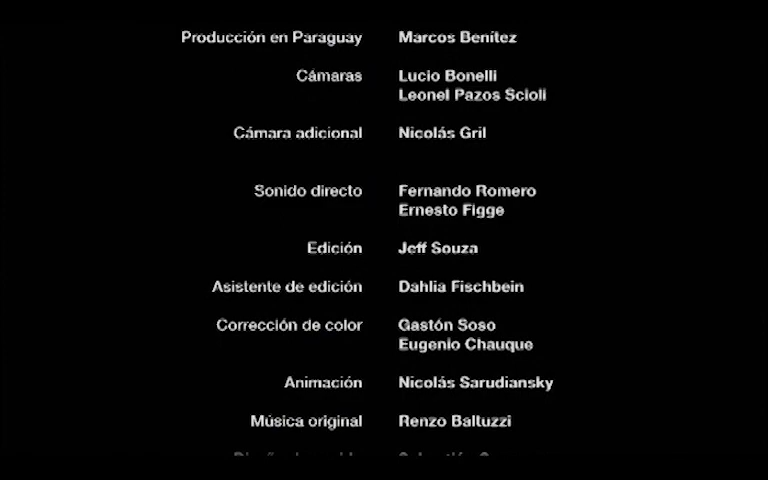 Producción en Paraguay Marcos Benítez
Cámaras Lucio Bonelli
Leonel Pazos Scioli
Cámara adicional Nicolás Gril
Sonido directo Fernando Romero
Ernesto Figge
Edición Jeff Souza
Asistente de edición Dahlia Fischbein
Corrección de color Gastón Soso
Eugenio Chauque
Animación Nicolás Sarudiansky
Música original Renzo Baltuzzi